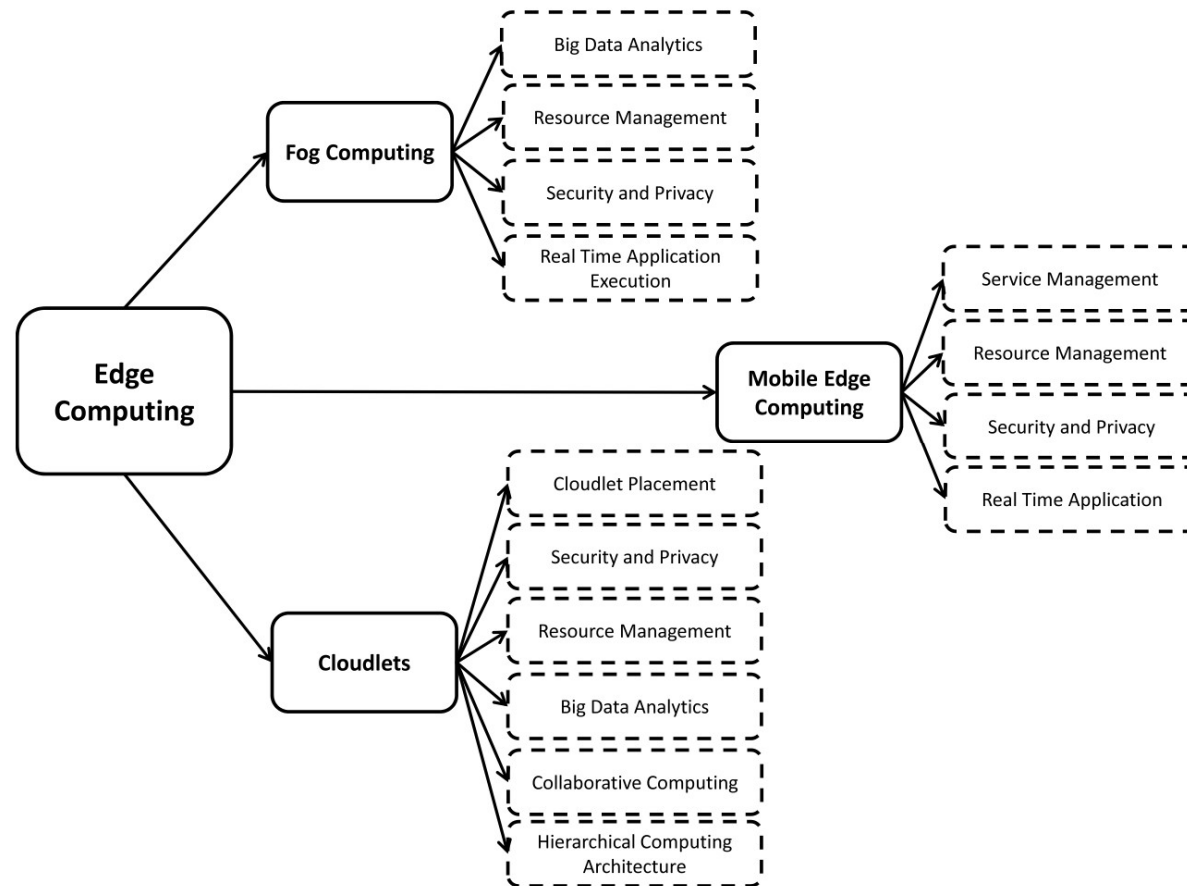 Big Data Analytics
Resource Management
Fog Computing
Security and Privacy
Real Time Application
Execution
Edge
Computing
Mobile Edge
Computing
Service Management
Resource Management
Security and Privacy
Real Time Application
Cloudlet Placement
Security and Privacy
Resource Management
Cloudlets
Big Data Analytics
Collaborative Computing
Hierarchical Computing
Architecture